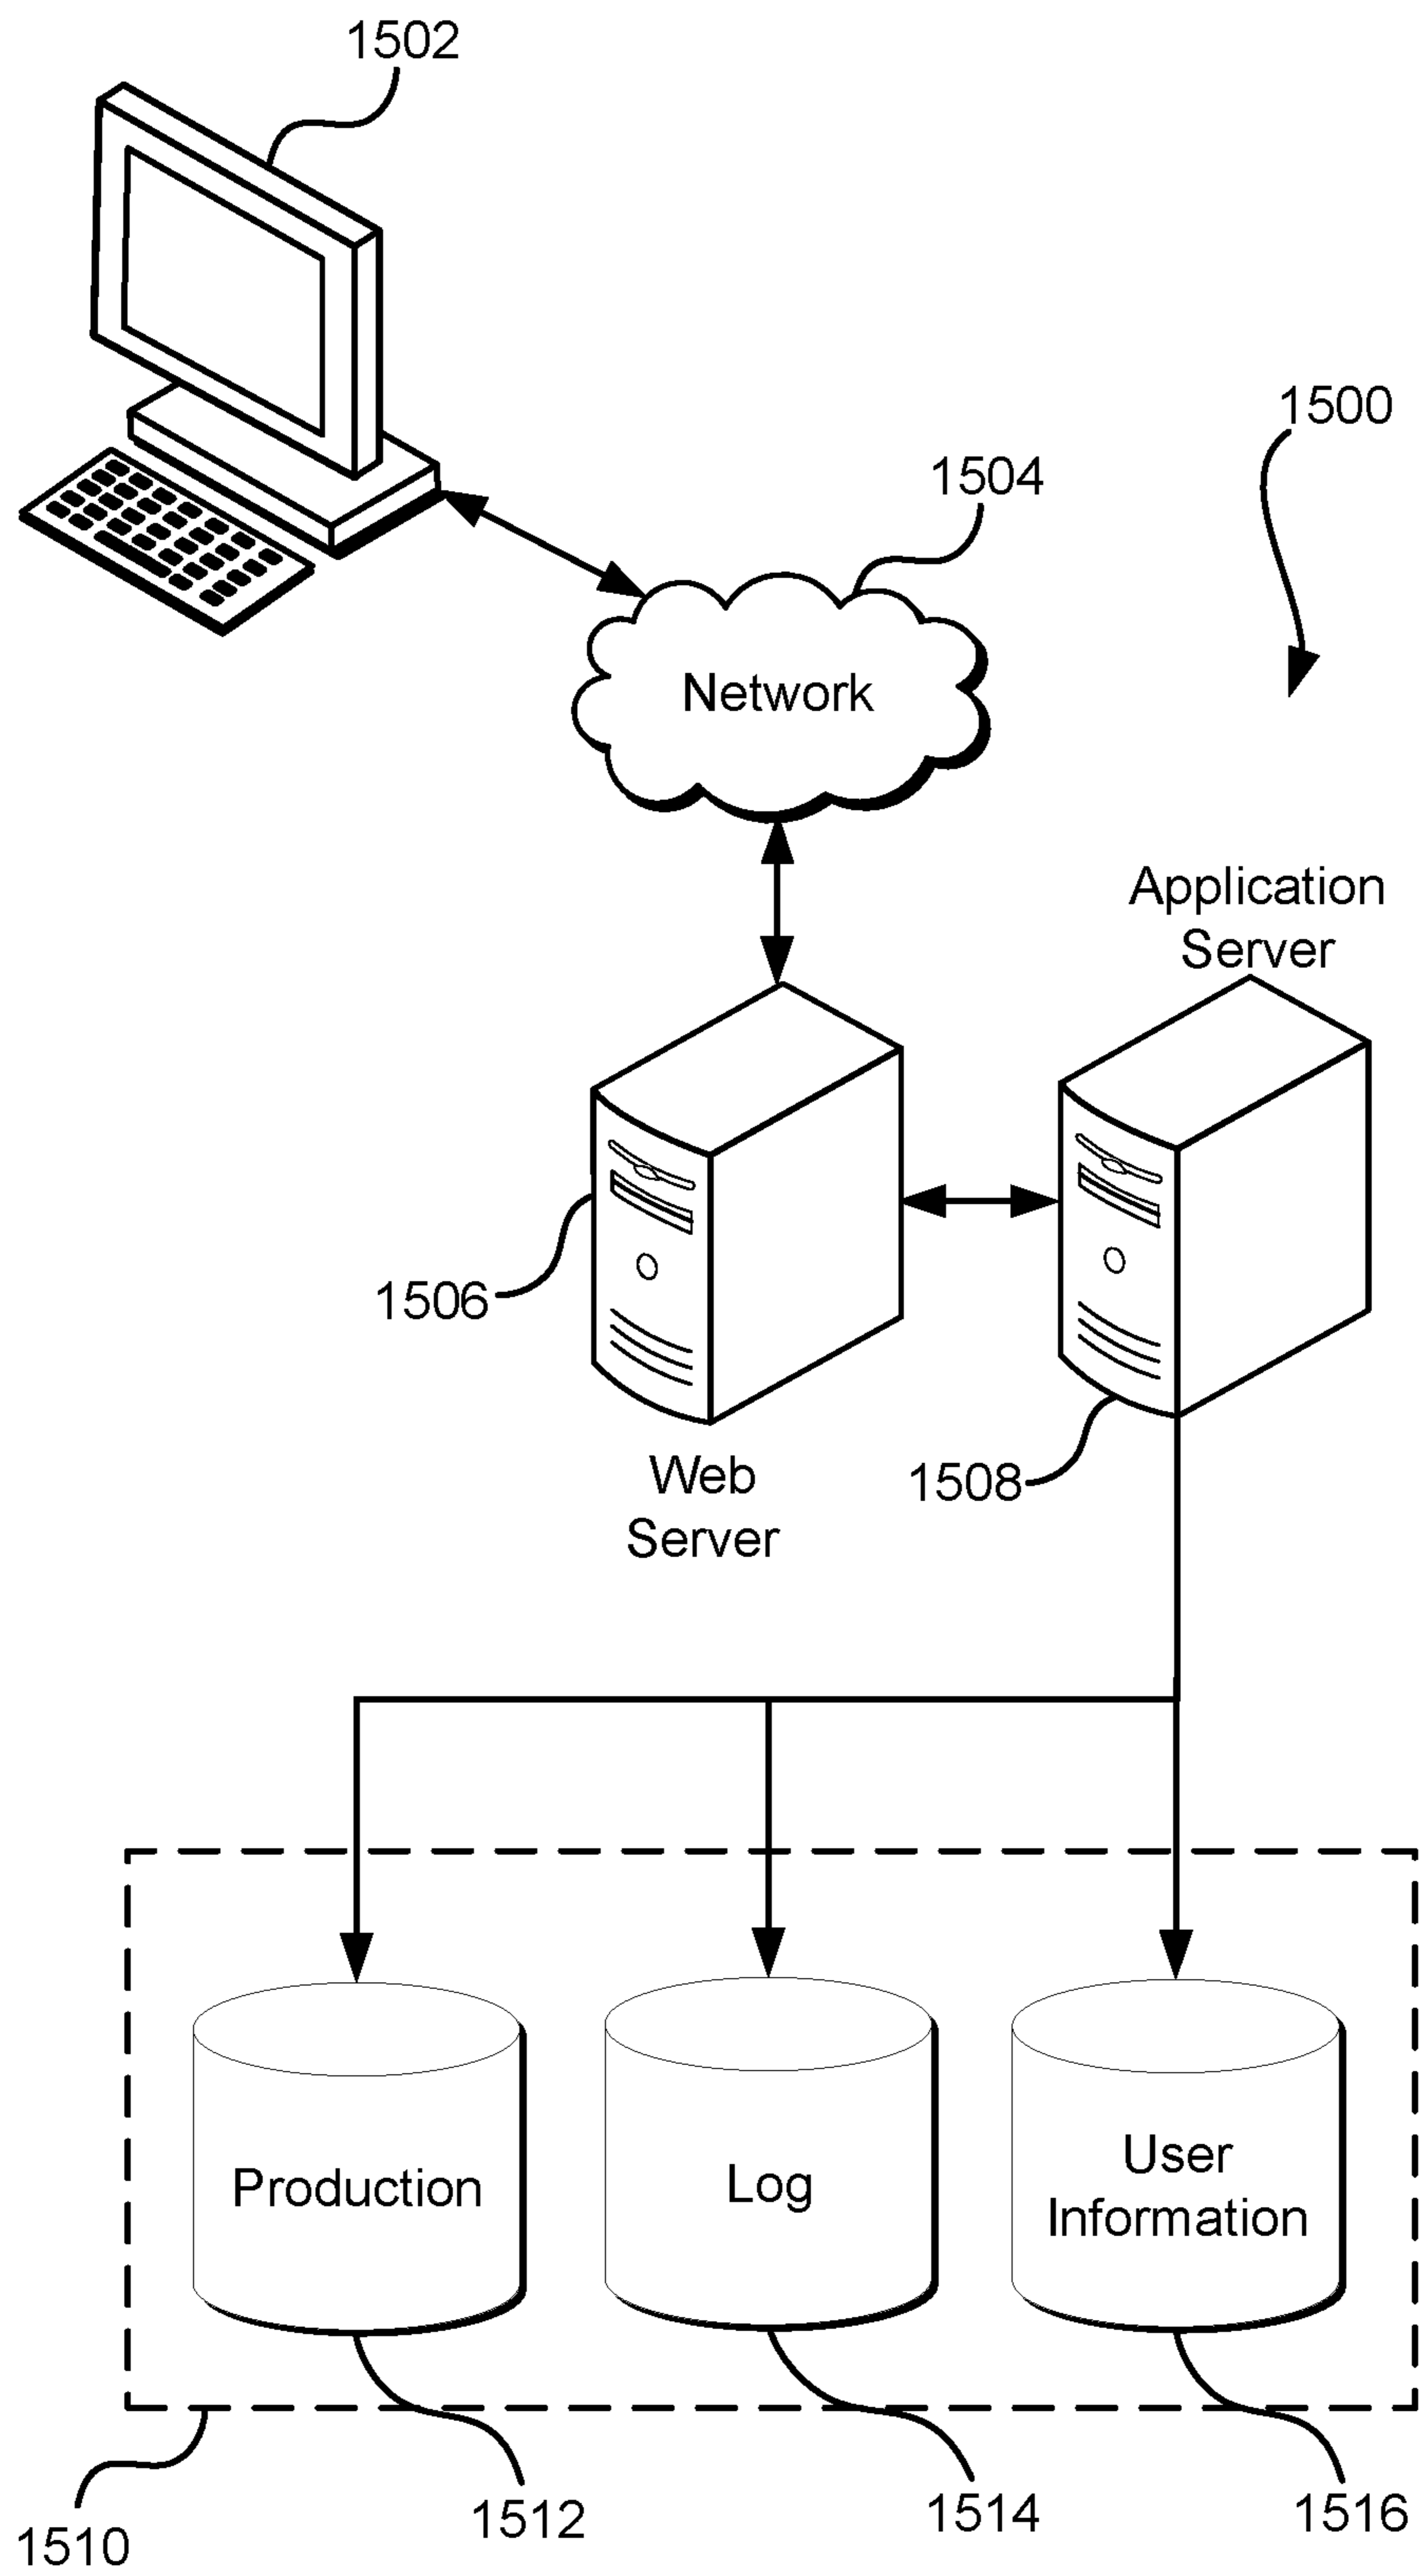 1502
1500
1504
Network
Application
Server
1506
1508
Web
Server
Production
Log
User
Information
1510
1512
1514
1516